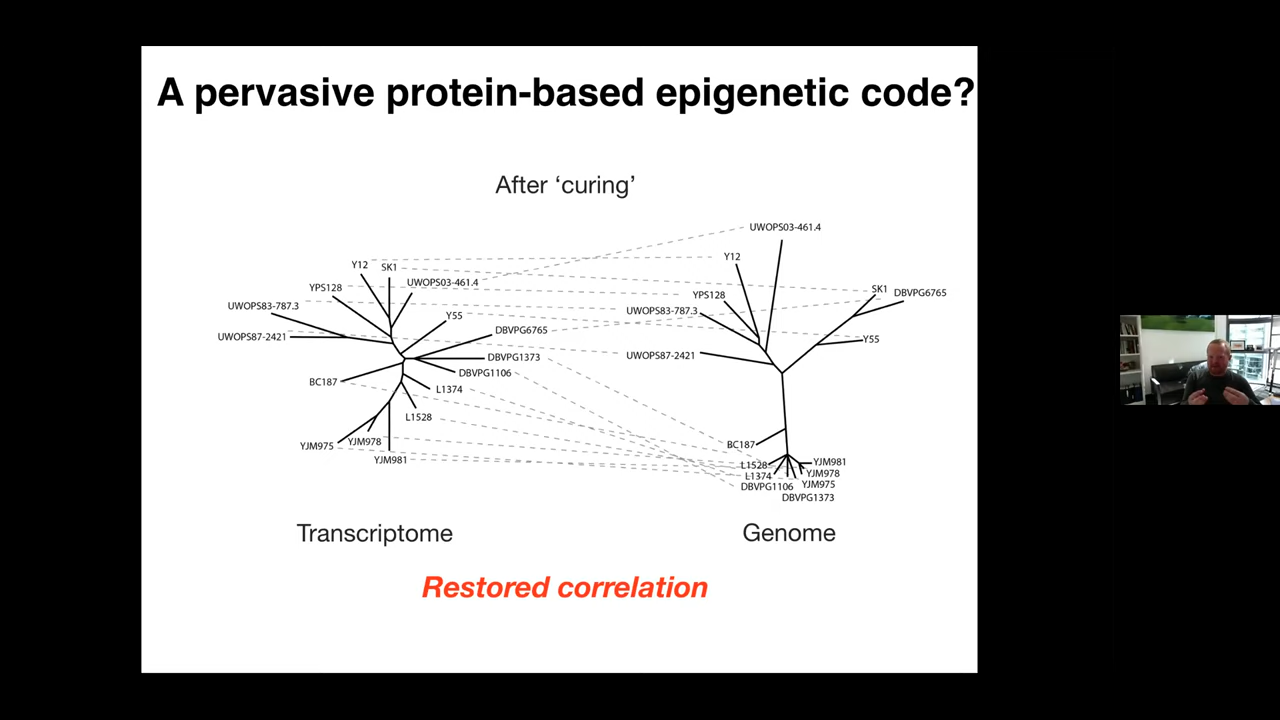 A pervasive protein-based epigenetic code?
After ‘curing’
Y12
SK1
UWOPS03-461.4
YPS128
UWOPS83-787.3
Y55
UWOPS87-2421
DBVPG6765
DBVPG1373
DBVPG1106
BC187
L1374
L1528
YJM978
YJM975
YJM981
Transcriptome
UWOPS03-461.4
Y12
SK1
DBVPG6765
YPS128
UWOPS83-787.3
Y55
UWOPS87-2421
BC187
L1528
YJM981
YJM978
L1374
YJM975
DBVPG1106
DBVPG1373
Genome
Restored correlation